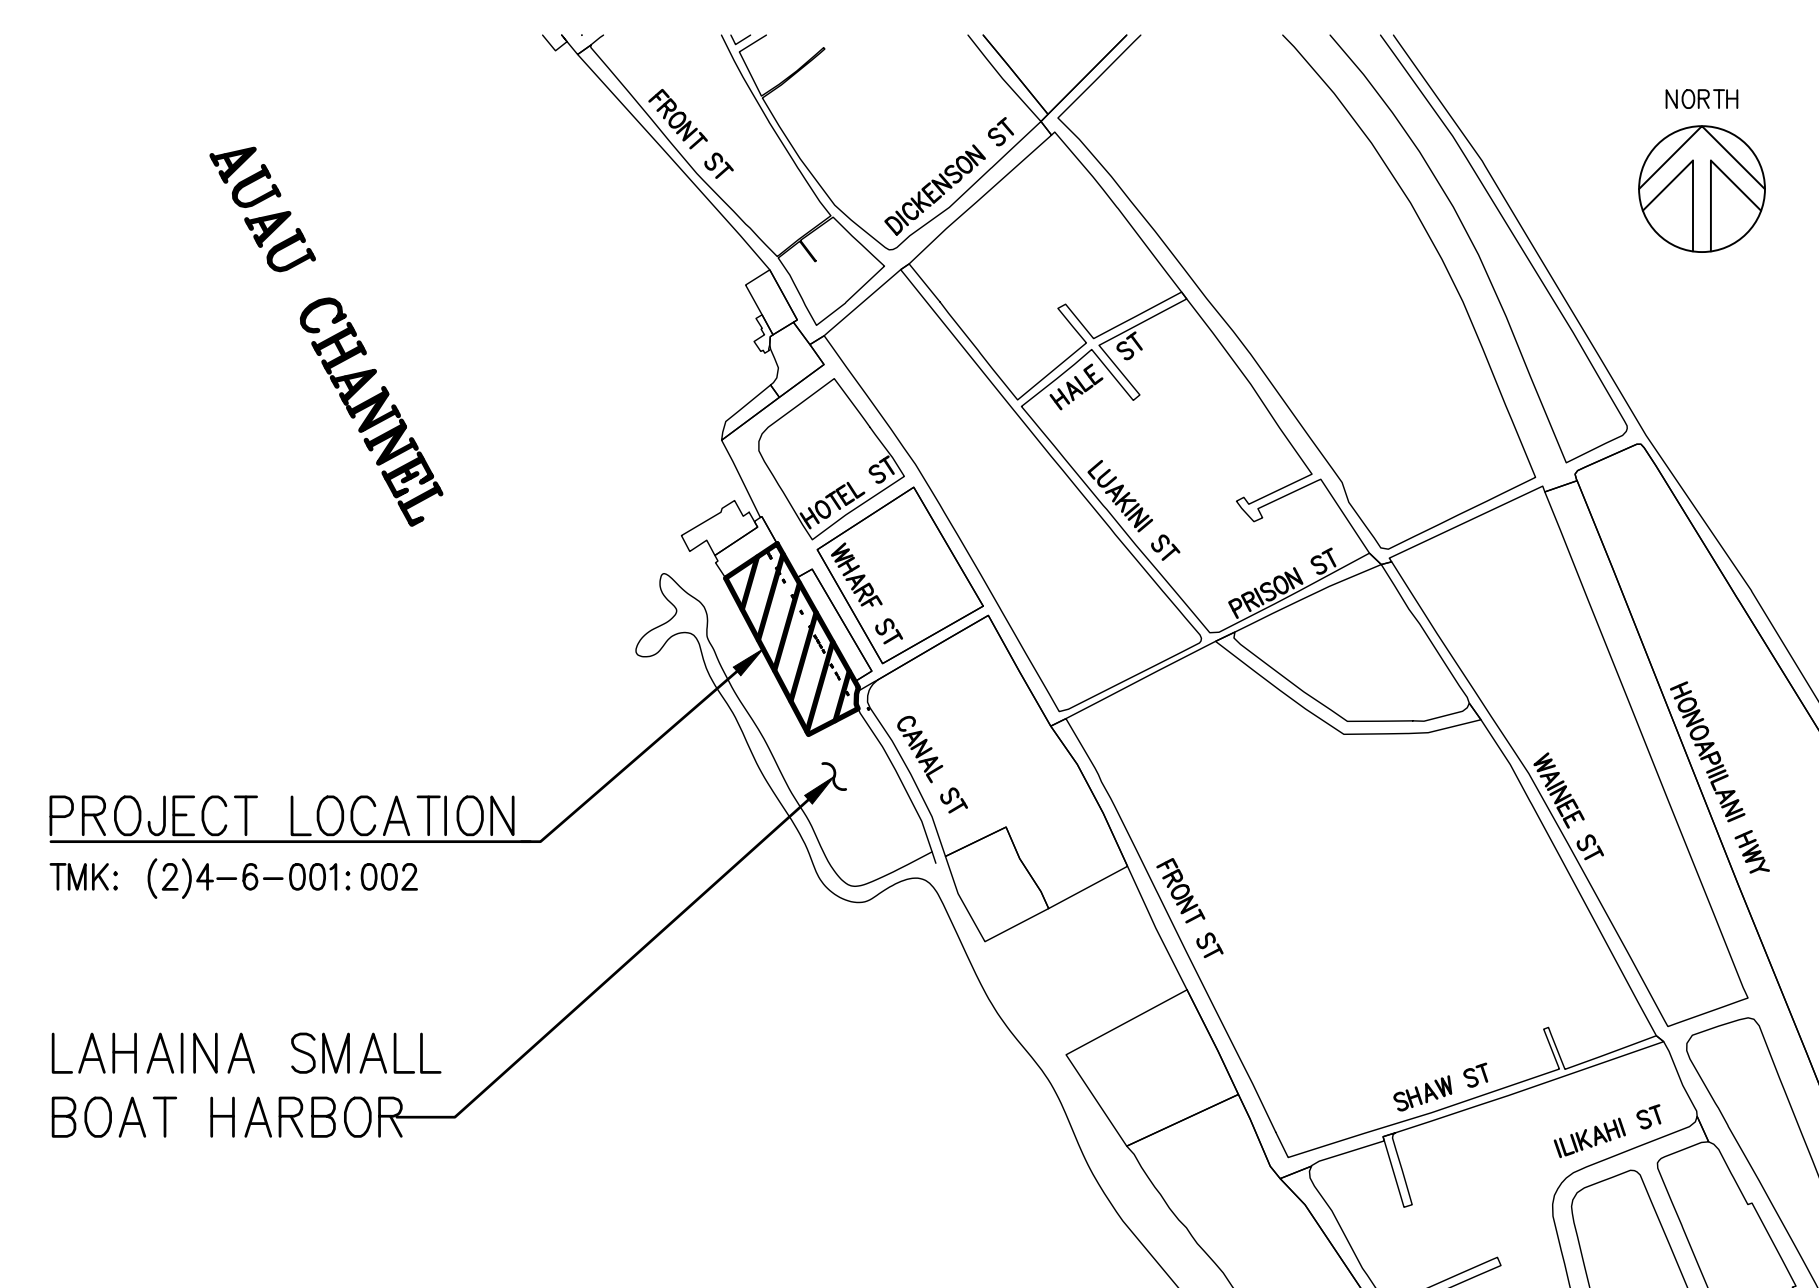 NORTH
FRONT ST
DICKENSON ST
AUAU CHANNEL
HALE ST
HOTEL ST
LUAKINI ST
WHARF ST
PRISON ST
CANAL ST
HONOAPIILANI HWY
WAINEE ST
PROJECT LOCATION
TMK: (2)4-6-001:002
FRONT ST
LAHAINA SMALL
BOAT HARBOR
SHAW ST
ILIKAHI ST